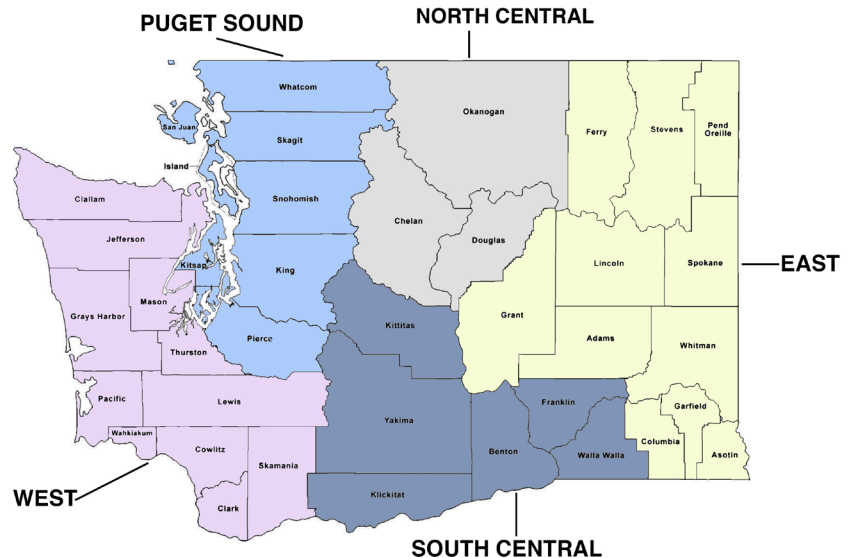 PUGET SOUND
NORTH CENTRAL
Whatcom
Okanogan
San Juan
Skagit
Ferry
Stevens
Pend
Oreille
Island
Clallam
Snohomish
Chelan
Jefferson
Douglas
Kitsap
King
Lincoln
Spokane
EAST
Mason
Grays Harbor
Grant
Kittitas
Pierce
Adams
Whitman
Thurston
Pacific
Lewis
Franklin
Garfield
Yakima
Wahkiakum
Cowlitz
Benton
Columbia
Walla Walla
Asotin
Skamania
WEST
Klickitat
Clark
SOUTH CENTRAL